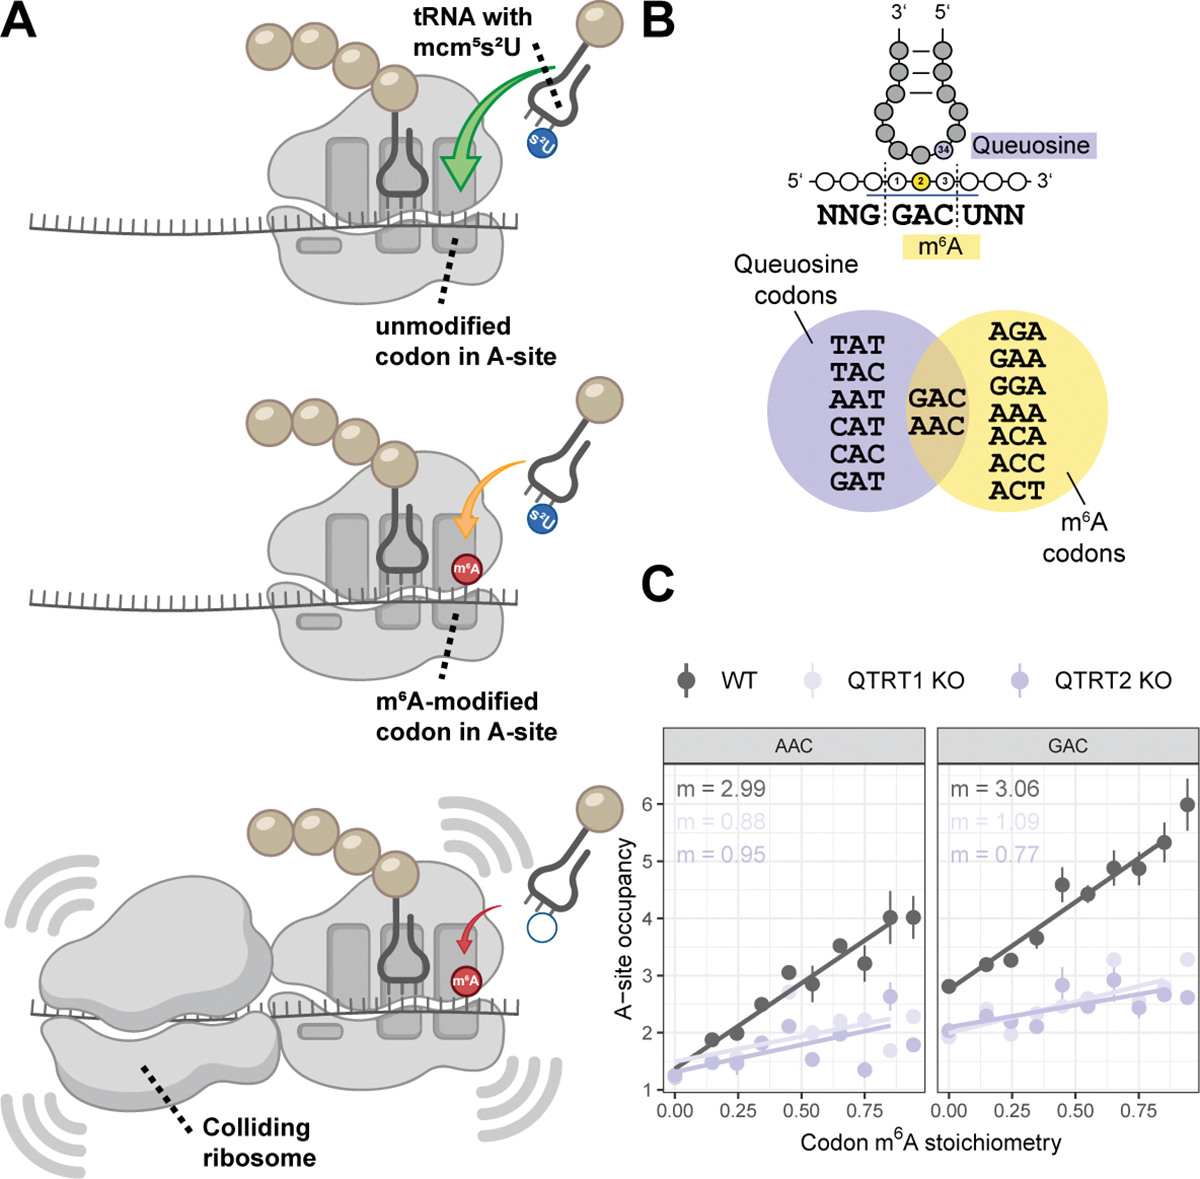 A
tRNA with
mcm⁵s²U
s²U
unmodified
codon in A-site
s²U
m⁶A
m⁶A-modified
codon in A-site
m⁶A
Colliding
ribosome
B
3‘ 5‘
34
Queuosine
5‘ 1 2 3 3‘
NNG GAC UNN
m⁶A
Queuosine
codons
TAT
TAC
AAT
CAT
CAC
GAT
GAC
AAC
AGA
GAA
GGA
AAA
ACA
ACC
ACT
m⁶A
codons
C
WT QTRT1 KO QTRT2 KO
AAC GAC
m = 2.99
m = 0.88
m = 0.95
m = 3.06
m = 1.09
m = 0.77
A-site occupancy
6
5
4
3
2
1
0.00 0.25 0.50 0.75 0.00 0.25 0.50 0.75
Codon m⁶A stoichiometry